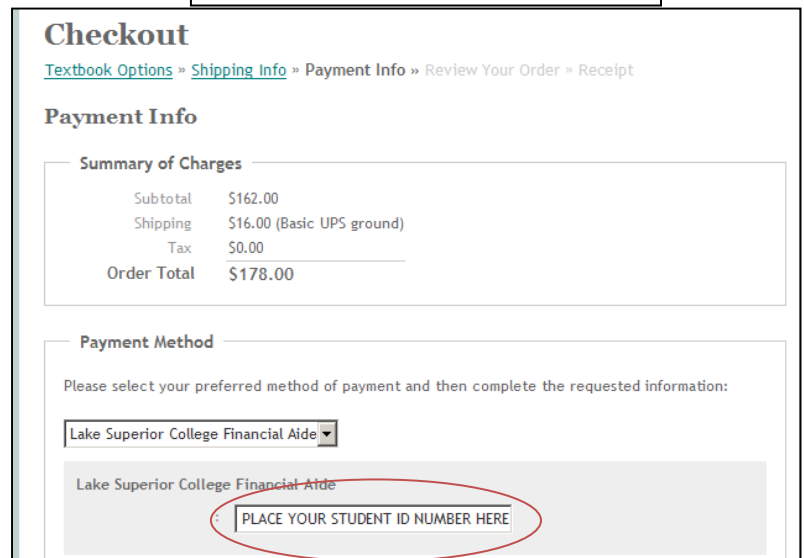 Checkout
Textbook Options » Shipping Info » Payment Info » Review Your Order » Receipt
Payment Info
Summary of Charges
Subtotal $162.00
Shipping $16.00 (Basic UPS ground)
Tax $0.00
Order Total $178.00
Payment Method
Please select your preferred method of payment and then complete the requested information:
Lake Superior College Financial Aide
Lake Superior College Financial Aide
: PLACE YOUR STUDENT ID NUMBER HERE